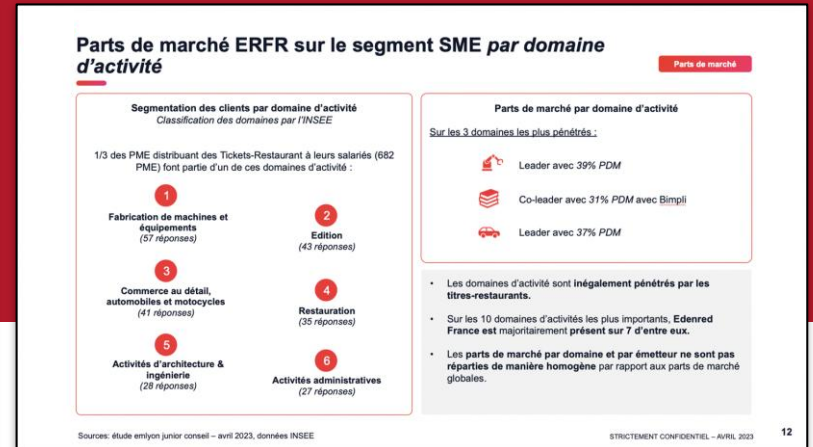 Parts de marché ERFR sur le segment SME par domaine
d'activité
Parts de marché
Segmentation des clients par domaine d'activité
Classification des domaines par l'INSEE
1/3 des PME distribuant des Tickets-Restaurant à leurs salariés (682
PME) font partie d'un de ces domaines d'activité :
1
Fabrication de machines et
équipements
(57 réponses)
2
Edition
(43 réponses)
3
Commerce au détail,
automobiles et motocycles
(41 réponses)
4
Restauration
(35 réponses)
5
Activités d'architecture &
ingénierie
(28 réponses)
6
Activités administratives
(27 réponses)
Parts de marché par domaine d'activité
Sur les 3 domaines les plus pénétrés :
Leader avec 39% PDM
Co-leader avec 31% PDM avec Bimpli
Leader avec 37% PDM
• Les domaines d'activité sont inégalement pénétrés par les
titres-restaurants.
• Sur les 10 domaines d'activités les plus importants, Edenred
France est majoritairement présent sur 7 d'entre eux.
• Les parts de marché par domaine et par émetteur ne sont pas
réparties de manière homogène par rapport aux parts de marché
globales.
Sources: étude emlyon junior conseil – avril 2023, données INSEE
STRICTEMENT CONFIDENTIEL – AVRIL 2023
12